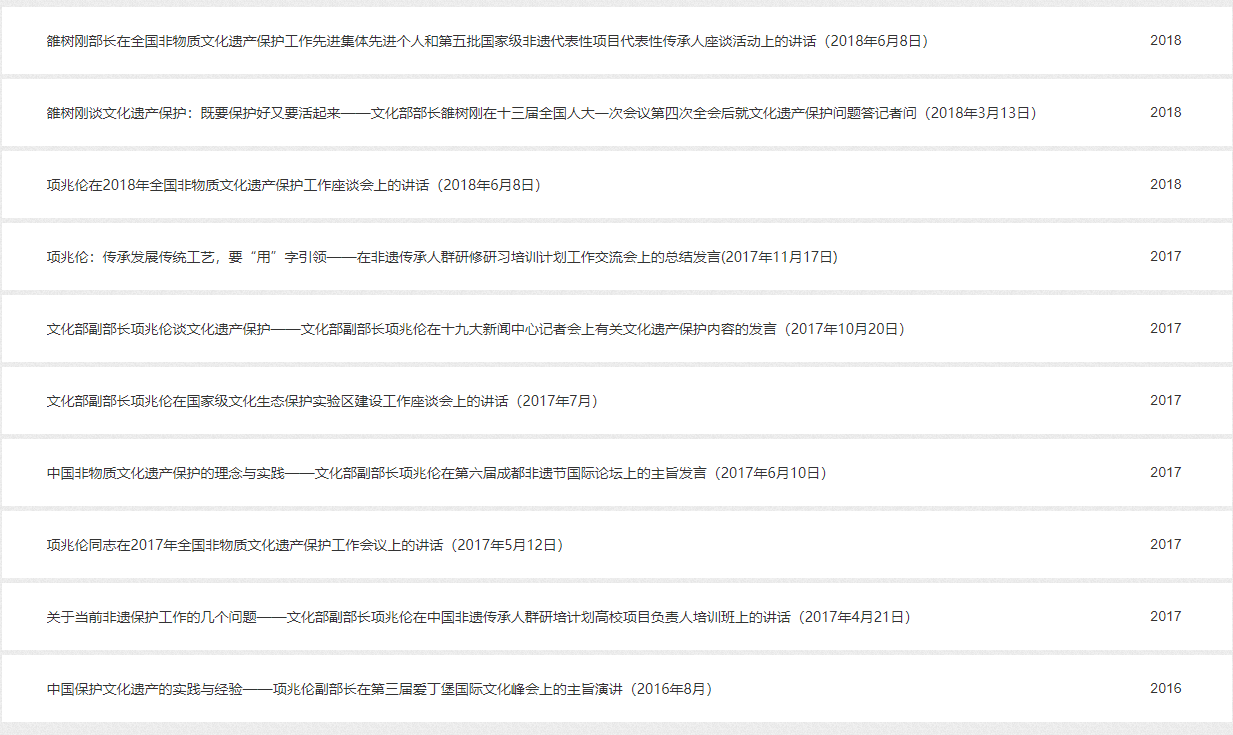 雒树刚部长在全国非物质文化遗产保护工作先进集体先进个人和第五批国家级非遗代表性项目代表性传承人座谈活动上的讲话（2018年6月8日） 2018
雒树刚谈文化遗产保护：既要保护好又要活起来——文化部部长雒树刚在十三届全国人大一次会议第四次全会后就文化遗产保护问题答记者问（2018年3月13日） 2018
项兆伦在2018年全国非物质文化遗产保护工作座谈会上的讲话（2018年6月8日） 2018
项兆伦：传承发展传统工艺，要“用”字引领——在非遗传承人群研修研习培训计划工作交流会上的总结发言(2017年11月17日) 2017
文化部副部长项兆伦谈文化遗产保护——文化部副部长项兆伦在十九大新闻中心记者会上有关文化遗产保护内容的发言（2017年10月20日） 2017
文化部副部长项兆伦在国家级文化生态保护实验区建设工作座谈会上的讲话（2017年7月） 2017
中国非物质文化遗产保护的理念与实践——文化部副部长项兆伦在第六届成都非遗节国际论坛上的主旨发言（2017年6月10日） 2017
项兆伦同志在2017年全国非物质文化遗产保护工作会议上的讲话（2017年5月12日） 2017
关于当前非遗保护工作的几个问题——文化部副部长项兆伦在中国非遗传承人群研培计划高校项目负责人培训班上的讲话（2017年4月21日） 2017
中国保护文化遗产的实践与经验——项兆伦副部长在第三届爱丁堡国际文化峰会上的主旨演讲（2016年8月） 2016